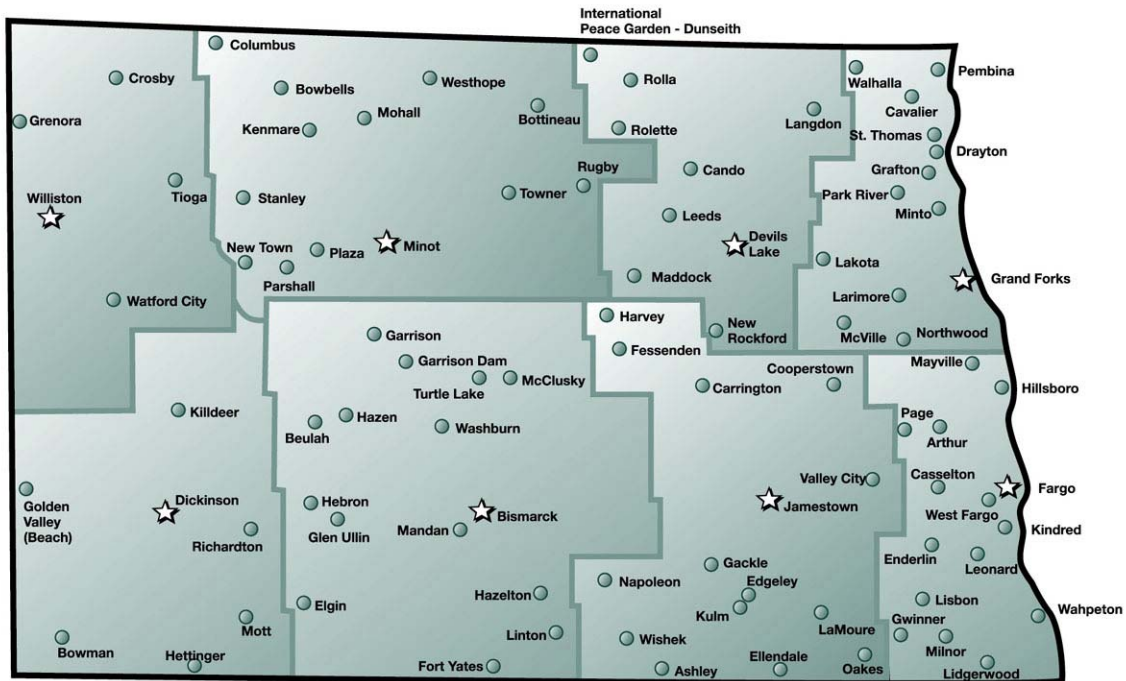 International
Peace Garden - Dunseith
Columbus
Crosby
Westhope
Rolla
Walhalla
Pembina
Bowbells
Cavalier
Mohall
Bottineau
Langdon
Grenora
Kenmare
Rolette
St. Thomas
Drayton
Rugby
Cando
Grafton
Tioga
Stanley
Towner
Park River
Williston
Leeds
Minto
New Town
Plaza
Minot
Devils
Lake
Lakota
Parshall
Maddock
Grand Forks
Watford City
Larimore
Harvey
New
Rockford
McVille
Northwood
Garrison
Fessenden
Garrison Dam
Cooperstown
Mayville
Turtle Lake
McClusky
Carrington
Hillsboro
Killdeer
Hazen
Page
Beulah
Washburn
Arthur
Casselton
Valley City
Golden
Valley
(Beach)
Dickinson
Hebron
Fargo
Jamestown
West Fargo
Richardton
Glen Ullin
Mandan
Bismarck
Kindred
Enderlin
Leonard
Gackle
Napoleon
Edgeley
Hazelton
Elgin
Kulm
Lisbon
Wahpeton
Mott
LaMoure
Gwinner
Linton
Wishek
Milnor
Bowman
Hettinger
Fort Yates
Ashley
Ellendale
Oakes
Lidgerwood